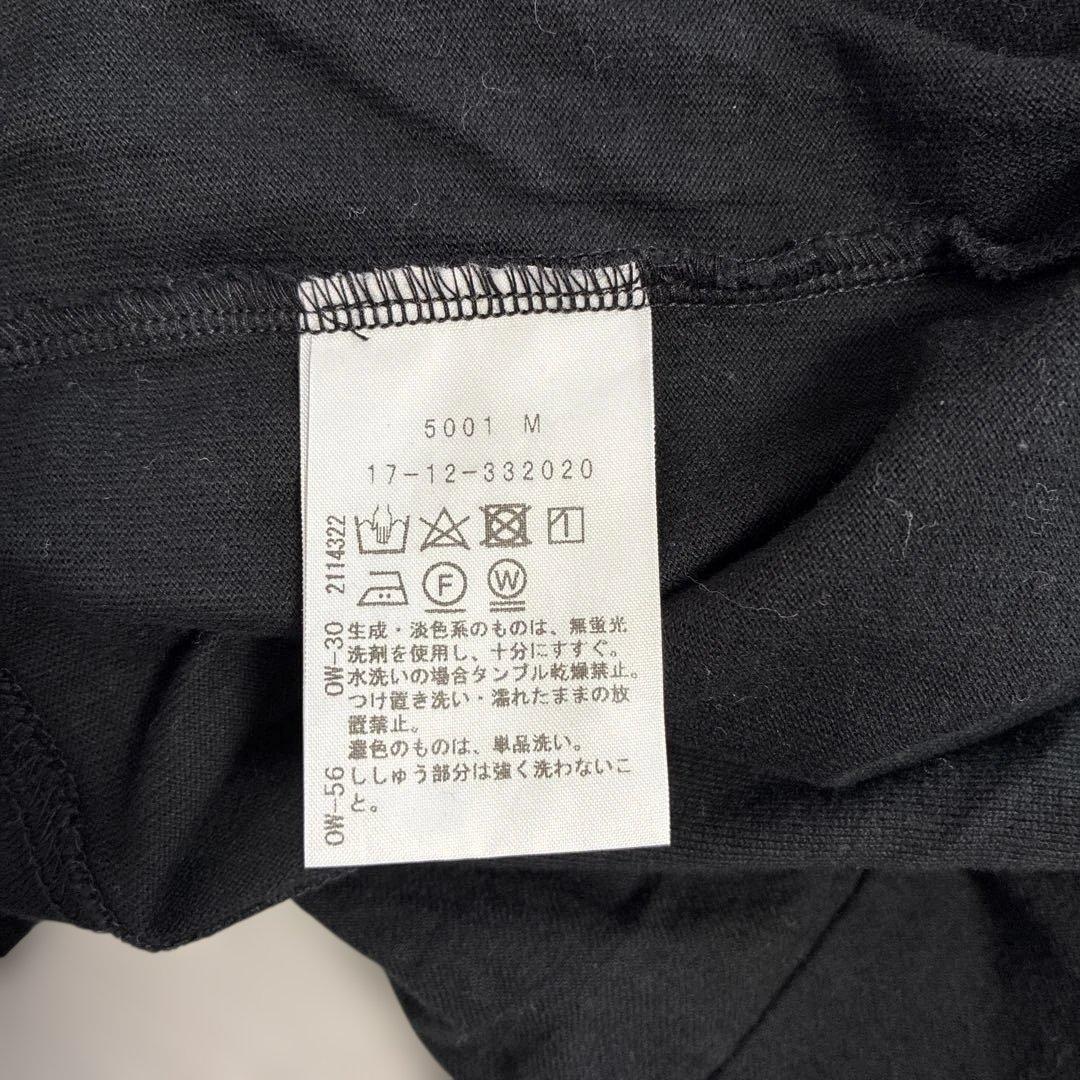 5001 M
17-12-332020
2114322
F
W
OW-30
生成・淡色系のものは、無蛍光
洗剤を使用し、十分にすすぐ。
水洗いの場合タンブル乾燥禁止。
つけ置き洗い・濡れたままの放
置禁止。
濃色のものは、単品洗い。
OW-56
ししゅう部分は強く洗わないこ
と。